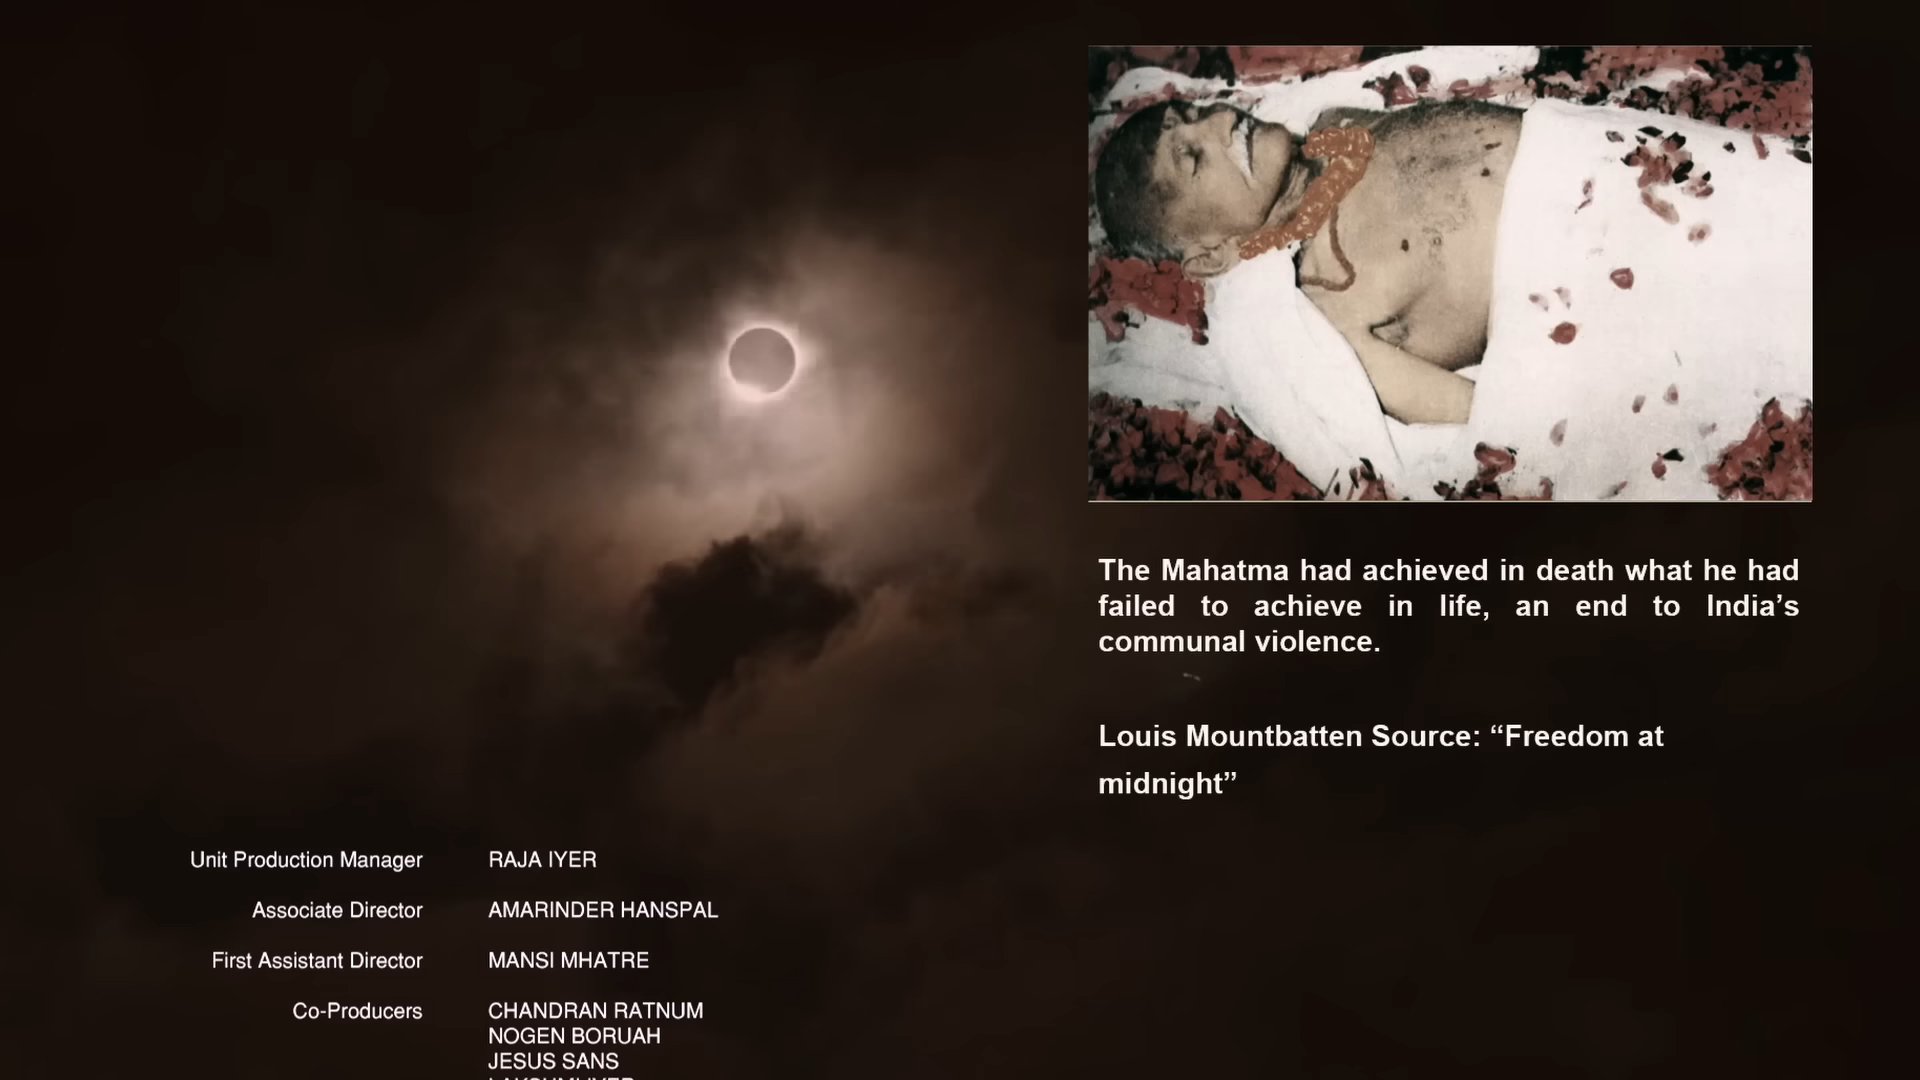 The Mahatma had achieved in death what he had
failed to achieve in life, an end to India’s
communal violence.
Louis Mountbatten Source: “Freedom at
midnight”
Unit Production Manager RAJA IYER
Associate Director AMARINDER HANSPAL
First Assistant Director MANSI MHATRE
Co-Producers CHANDRAN RATNUM
NOGEN BORUAH
JESUS SANS